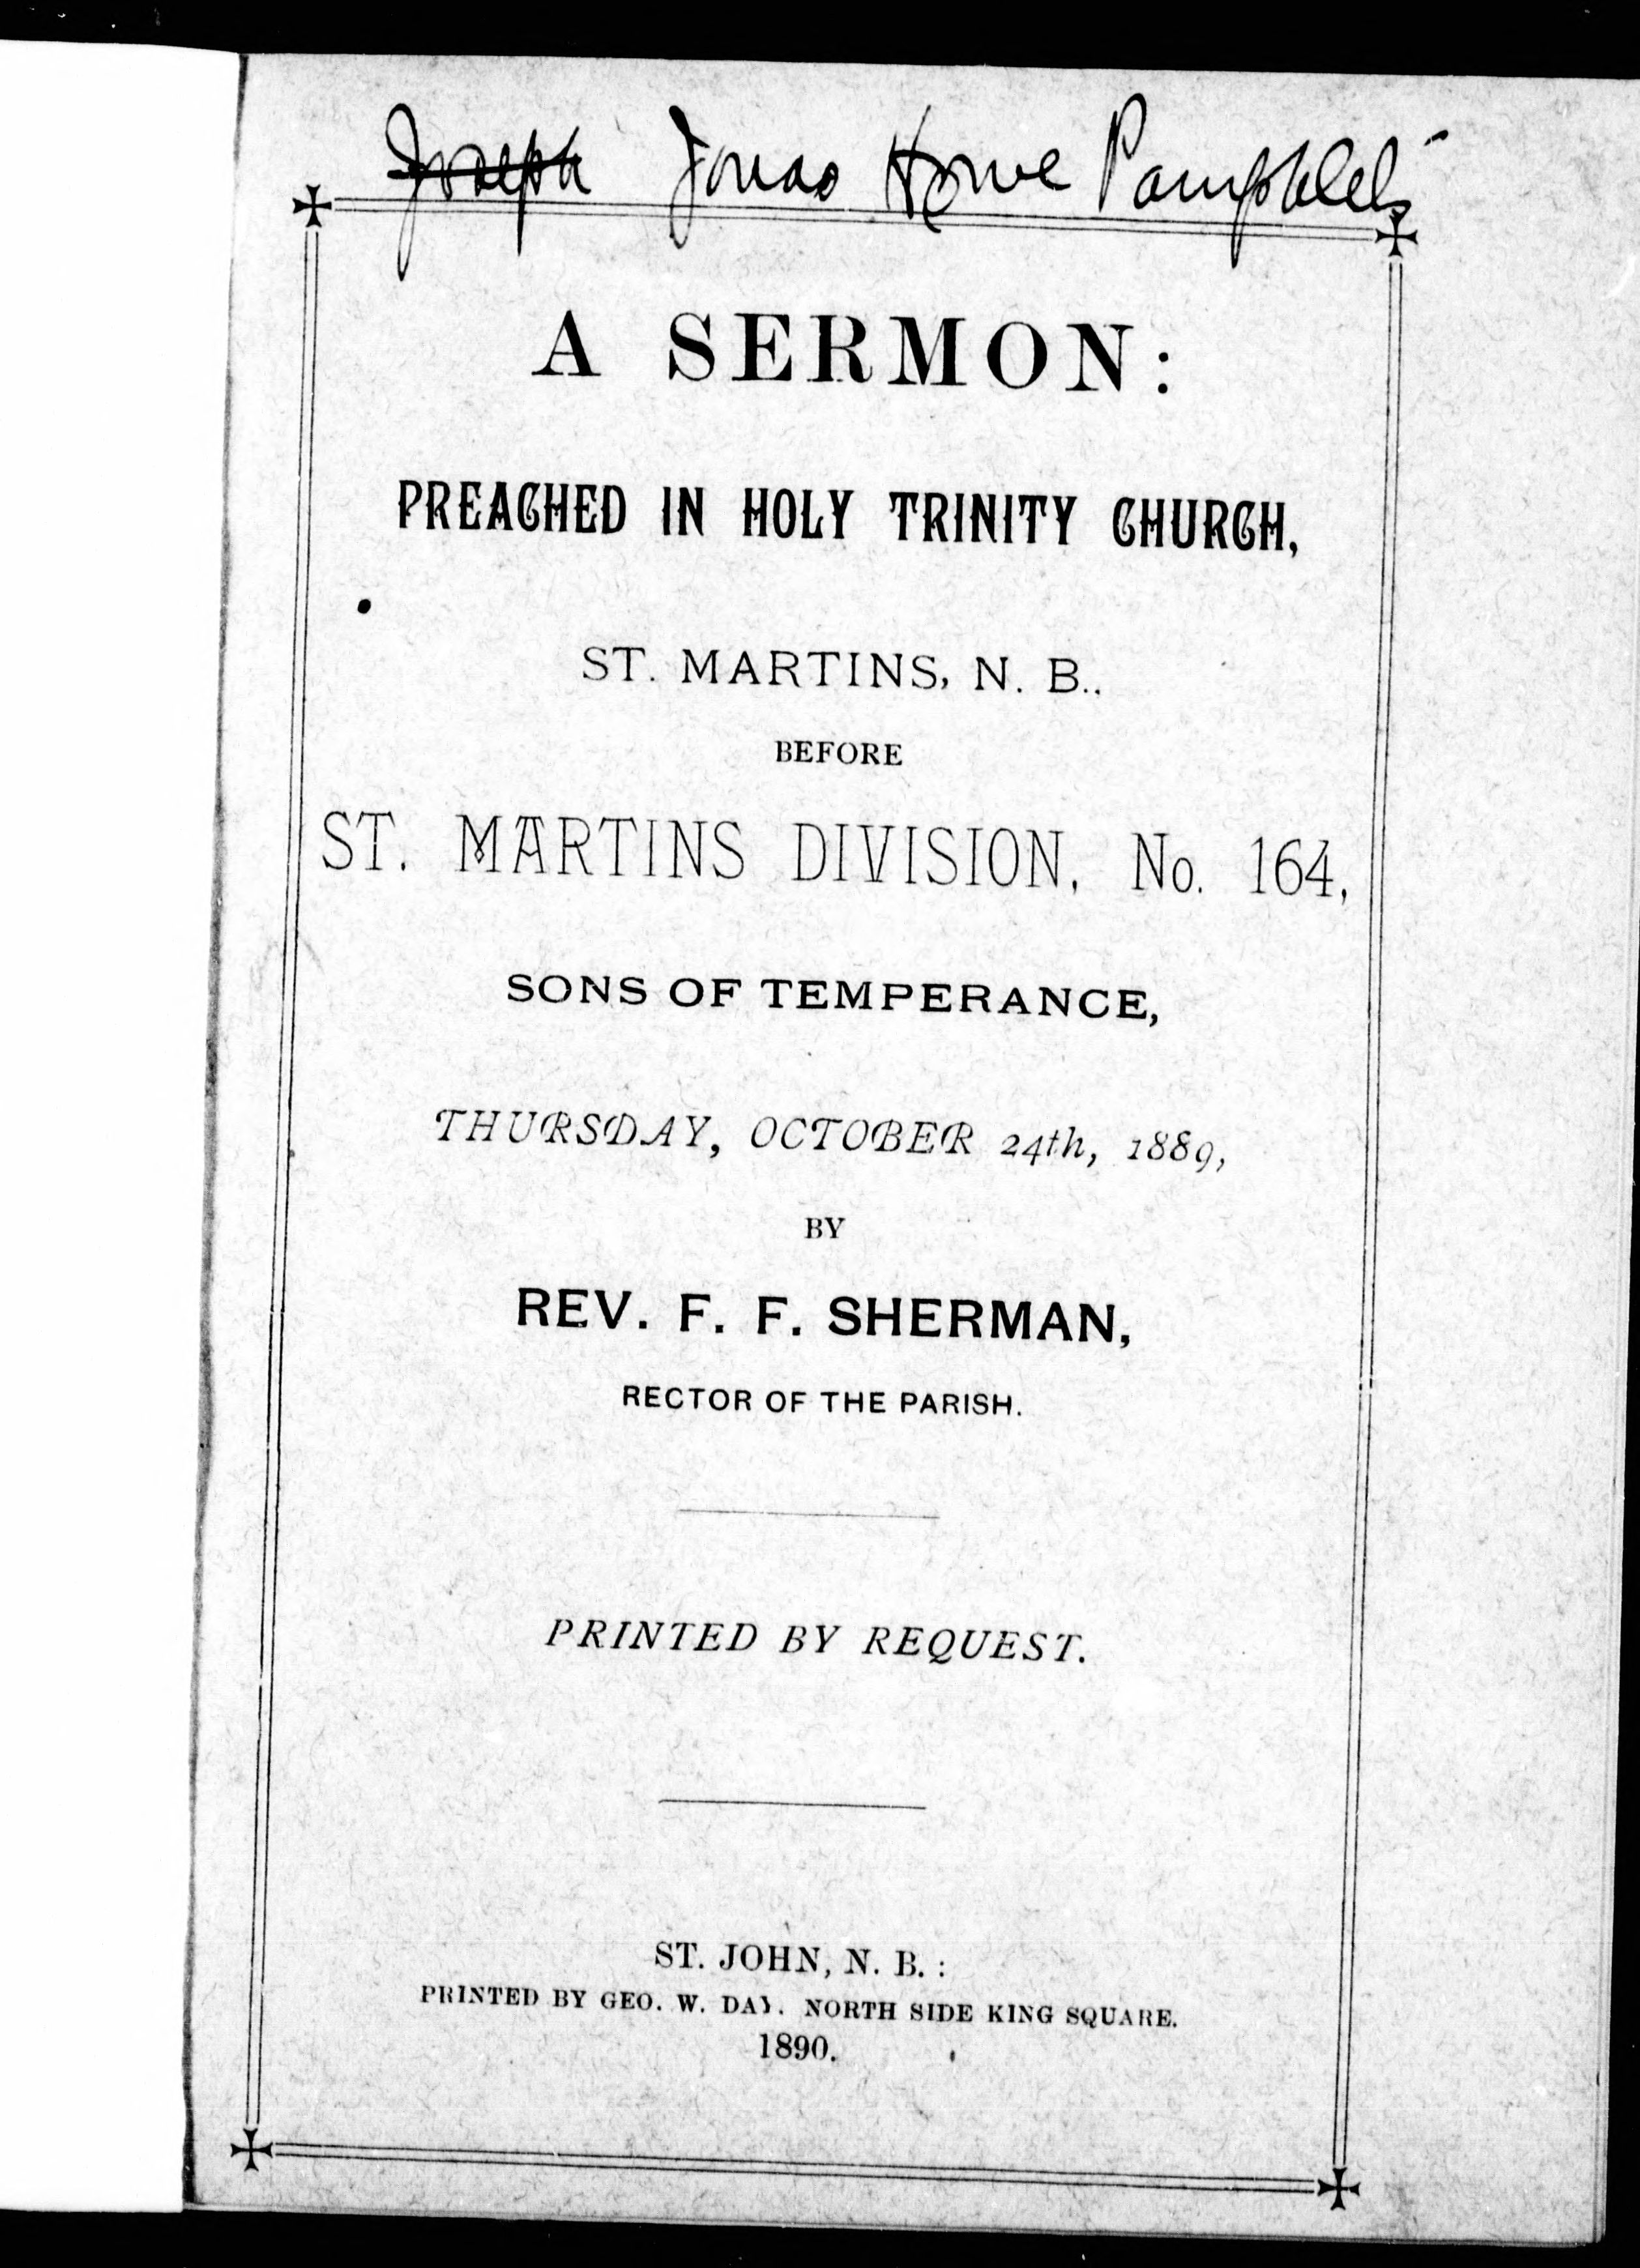 Joseph Jonas Howe Pamphlets
A SERMON:
PREACHED IN HOLY TRINITY CHURCH,
ST. MARTINS, N. B.,
BEFORE
ST. MARTINS DIVISION, No. 164,
SONS OF TEMPERANCE,
THURSDAY, OCTOBER 24th, 1889,
BY
REV. F. F. SHERMAN,
RECTOR OF THE PARISH.
PRINTED BY REQUEST.
ST. JOHN, N. B. :
PRINTED BY GEO. W. DAY. NORTH SIDE KING SQUARE.
1890.